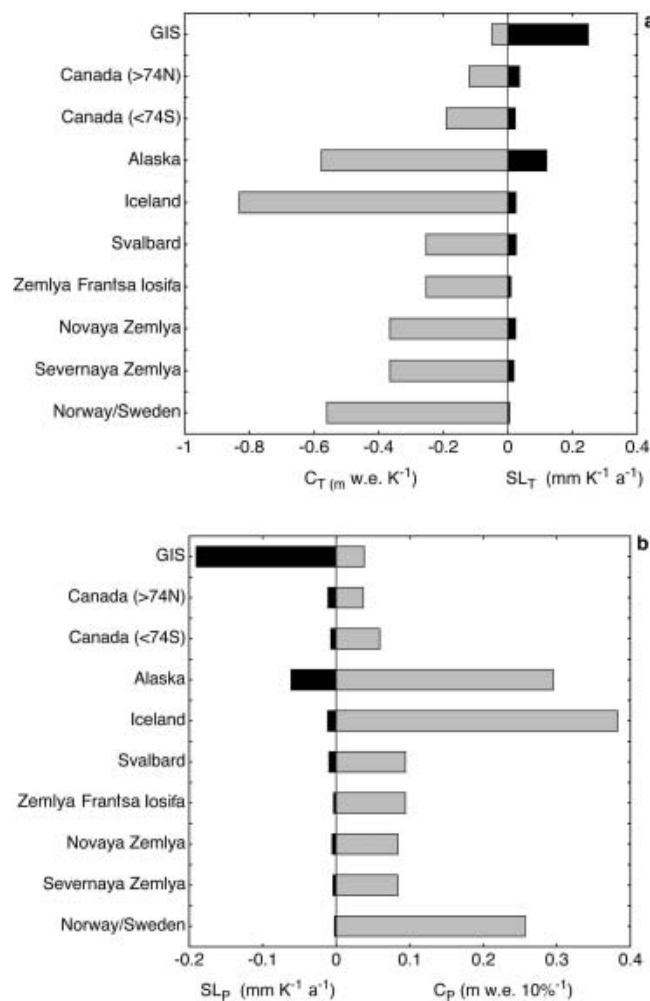 a
GIS
Canada (>74N)
Canada (<74S)
Alaska
Iceland
Svalbard
Zemlya Frantsa Iosifa
Novaya Zemlya
Severnaya Zemlya
Norway/Sweden
-1 -0.8 -0.6 -0.4 -0.2 0 0.2 0.4
C_T (m w.e. K⁻¹) SL_T (mm K⁻¹ a⁻¹)
b
GIS
Canada (>74N)
Canada (<74S)
Alaska
Iceland
Svalbard
Zemlya Frantsa Iosifa
Novaya Zemlya
Severnaya Zemlya
Norway/Sweden
-0.2 -0.1 0 0.1 0.2 0.3 0.4
SL_P (mm K⁻¹ a⁻¹) C_P (m w.e. 10%⁻¹)